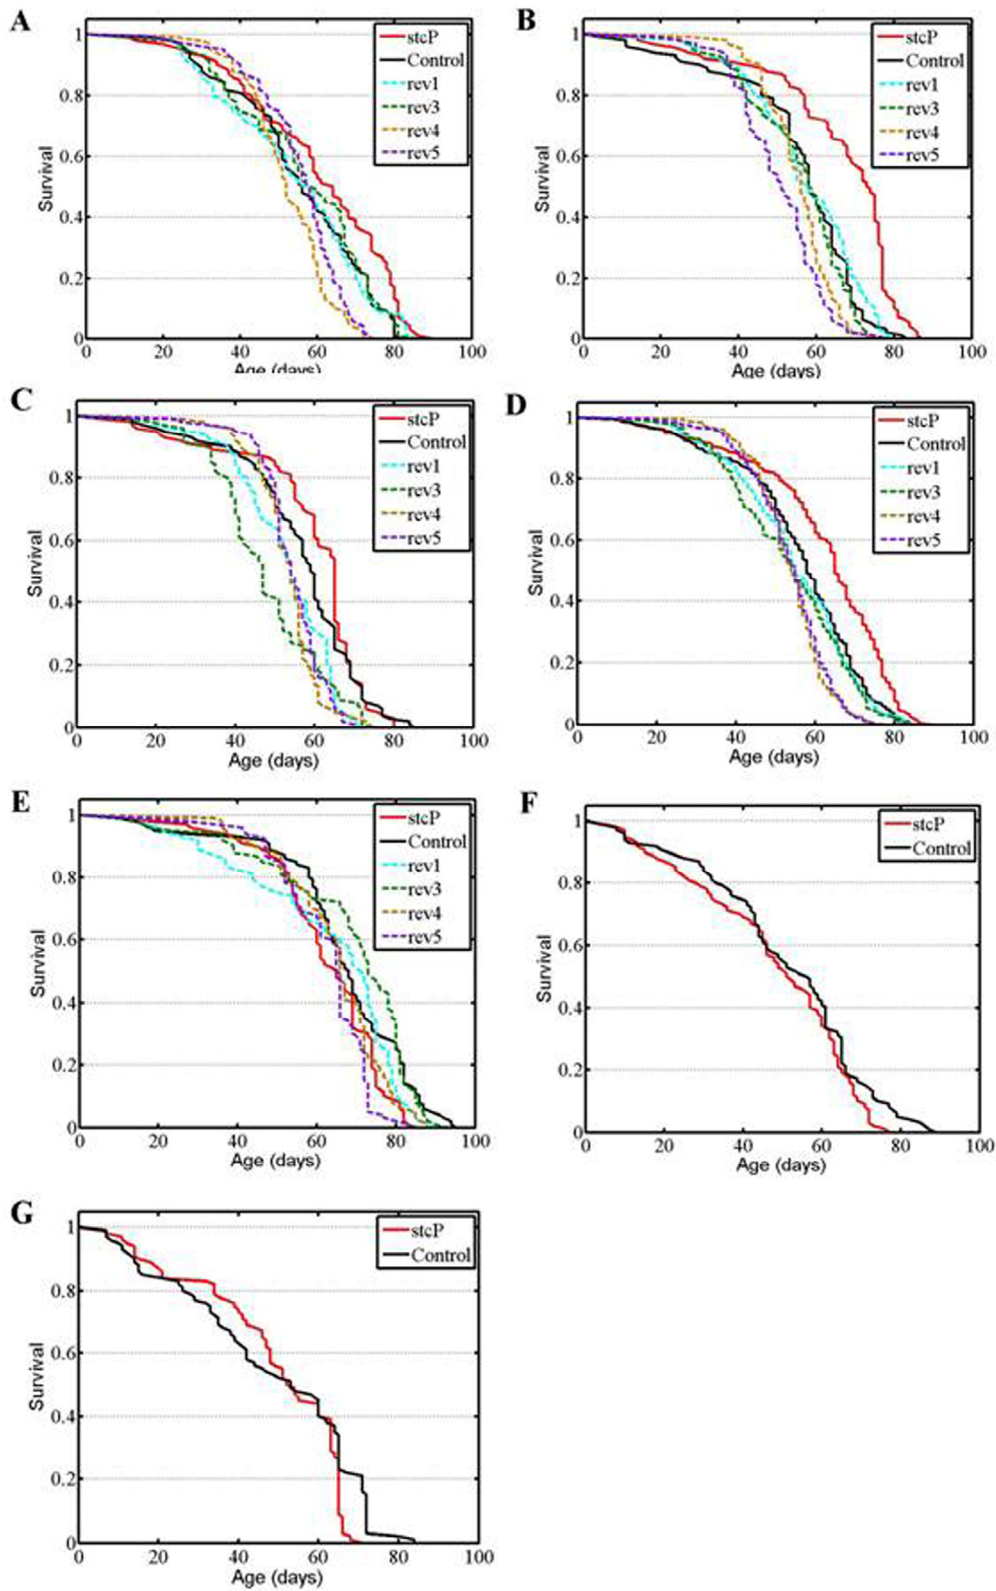 A
1
0.8
0.6
0.4
0.2
0
Survival
0 20 40 60 80 100
Age (days)
stcP
Control
rev1
rev3
rev4
rev5
B
1
0.8
0.6
0.4
0.2
0
Survival
0 20 40 60 80 100
Age (days)
stcP
Control
rev1
rev3
rev4
rev5
C
1
0.8
0.6
0.4
0.2
0
Survival
0 20 40 60 80 100
Age (days)
stcP
Control
rev1
rev3
rev4
rev5
D
1
0.8
0.6
0.4
0.2
0
Survival
0 20 40 60 80 100
Age (days)
stcP
Control
rev1
rev3
rev4
rev5
E
1
0.8
0.6
0.4
0.2
0
Survival
0 20 40 60 80 100
Age (days)
stcP
Control
rev1
rev3
rev4
rev5
F
1
0.8
0.6
0.4
0.2
0
Survival
0 20 40 60 80 100
Age (days)
stcP
Control
G
1
0.8
0.6
0.4
0.2
0
Survival
0 20 40 60 80 100
Age (days)
stcP
Control